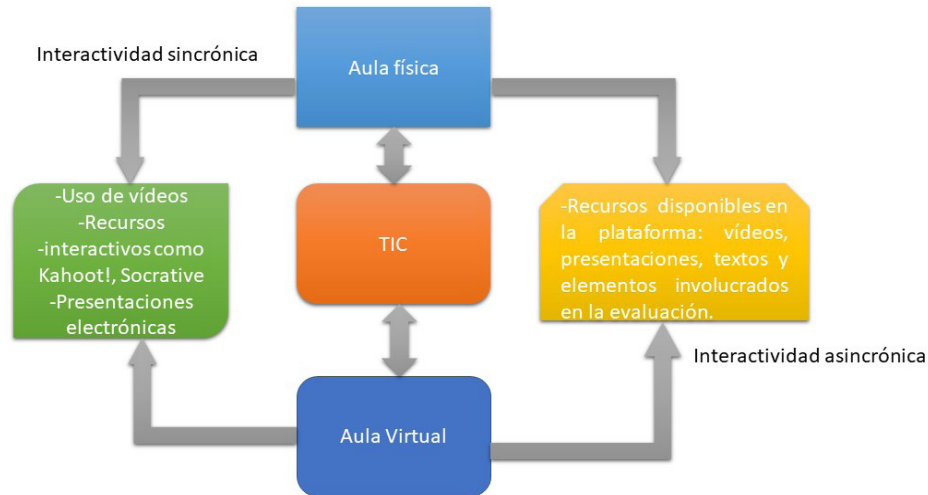 Interactividad sincrónica
Aula física
-Uso de vídeos
-Recursos
-interactivos como
Kahoot!, Socrative
-Presentaciones
electrónicas
TIC
-Recursos disponibles en
la plataforma: vídeos,
presentaciones, textos y
elementos involucrados
en la evaluación.
Interactividad asincrónica
Aula Virtual